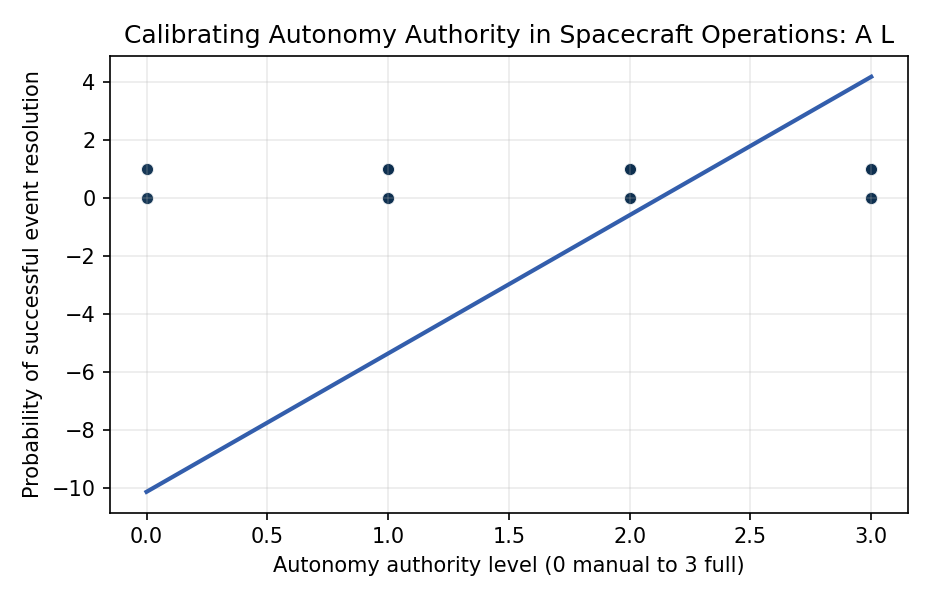 Calibrating Autonomy Authority in Spacecraft Operations: A L
Probability of successful event resolution
4
2
0
−2
−4
−6
−8
−10
0.0 0.5 1.0 1.5 2.0 2.5 3.0
Autonomy authority level (0 manual to 3 full)